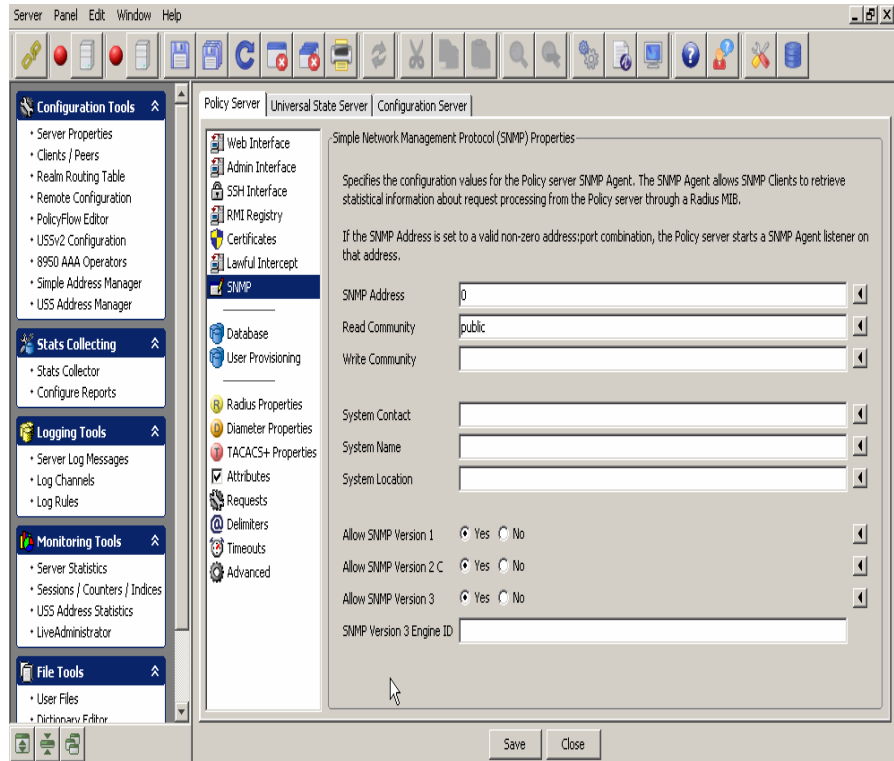 Server Panel Edit Window Help
Configuration Tools
• Server Properties
• Clients / Peers
• Realm Routing Table
• Remote Configuration
• PolicyFlow Editor
• USSv2 Configuration
• 8950 AAA Operators
• Simple Address Manager
• USS Address Manager
Stats Collecting
• Stats Collector
• Configure Reports
Logging Tools
• Server Log Messages
• Log Channels
• Log Rules
Monitoring Tools
• Server Statistics
• Sessions / Counters / Indices
• USS Address Statistics
• LiveAdministrator
File Tools
• User Files
• Dictionary Editor
Policy Server Universal State Server Configuration Server
Web Interface
Admin Interface
SSH Interface
RMI Registry
Certificates
Lawful Intercept
SNMP
Database
User Provisioning
R Radius Properties
D Diameter Properties
T TACACS+ Properties
Attributes
Requests
@ Delimiters
Timeouts
Advanced
Simple Network Management Protocol (SNMP) Properties
Specifies the configuration values for the Policy server SNMP Agent. The SNMP Agent allows SNMP Clients to retrieve
statistical information about request processing from the Policy server through a Radius MIB.
If the SNMP Address is set to a valid non-zero address:port combination, the Policy server starts a SNMP Agent listener on
that address.
SNMP Address 0
Read Community public
Write Community
System Contact
System Name
System Location
Allow SNMP Version 1 Yes No
Allow SNMP Version 2 C Yes No
Allow SNMP Version 3 Yes No
SNMP Version 3 Engine ID
Save Close